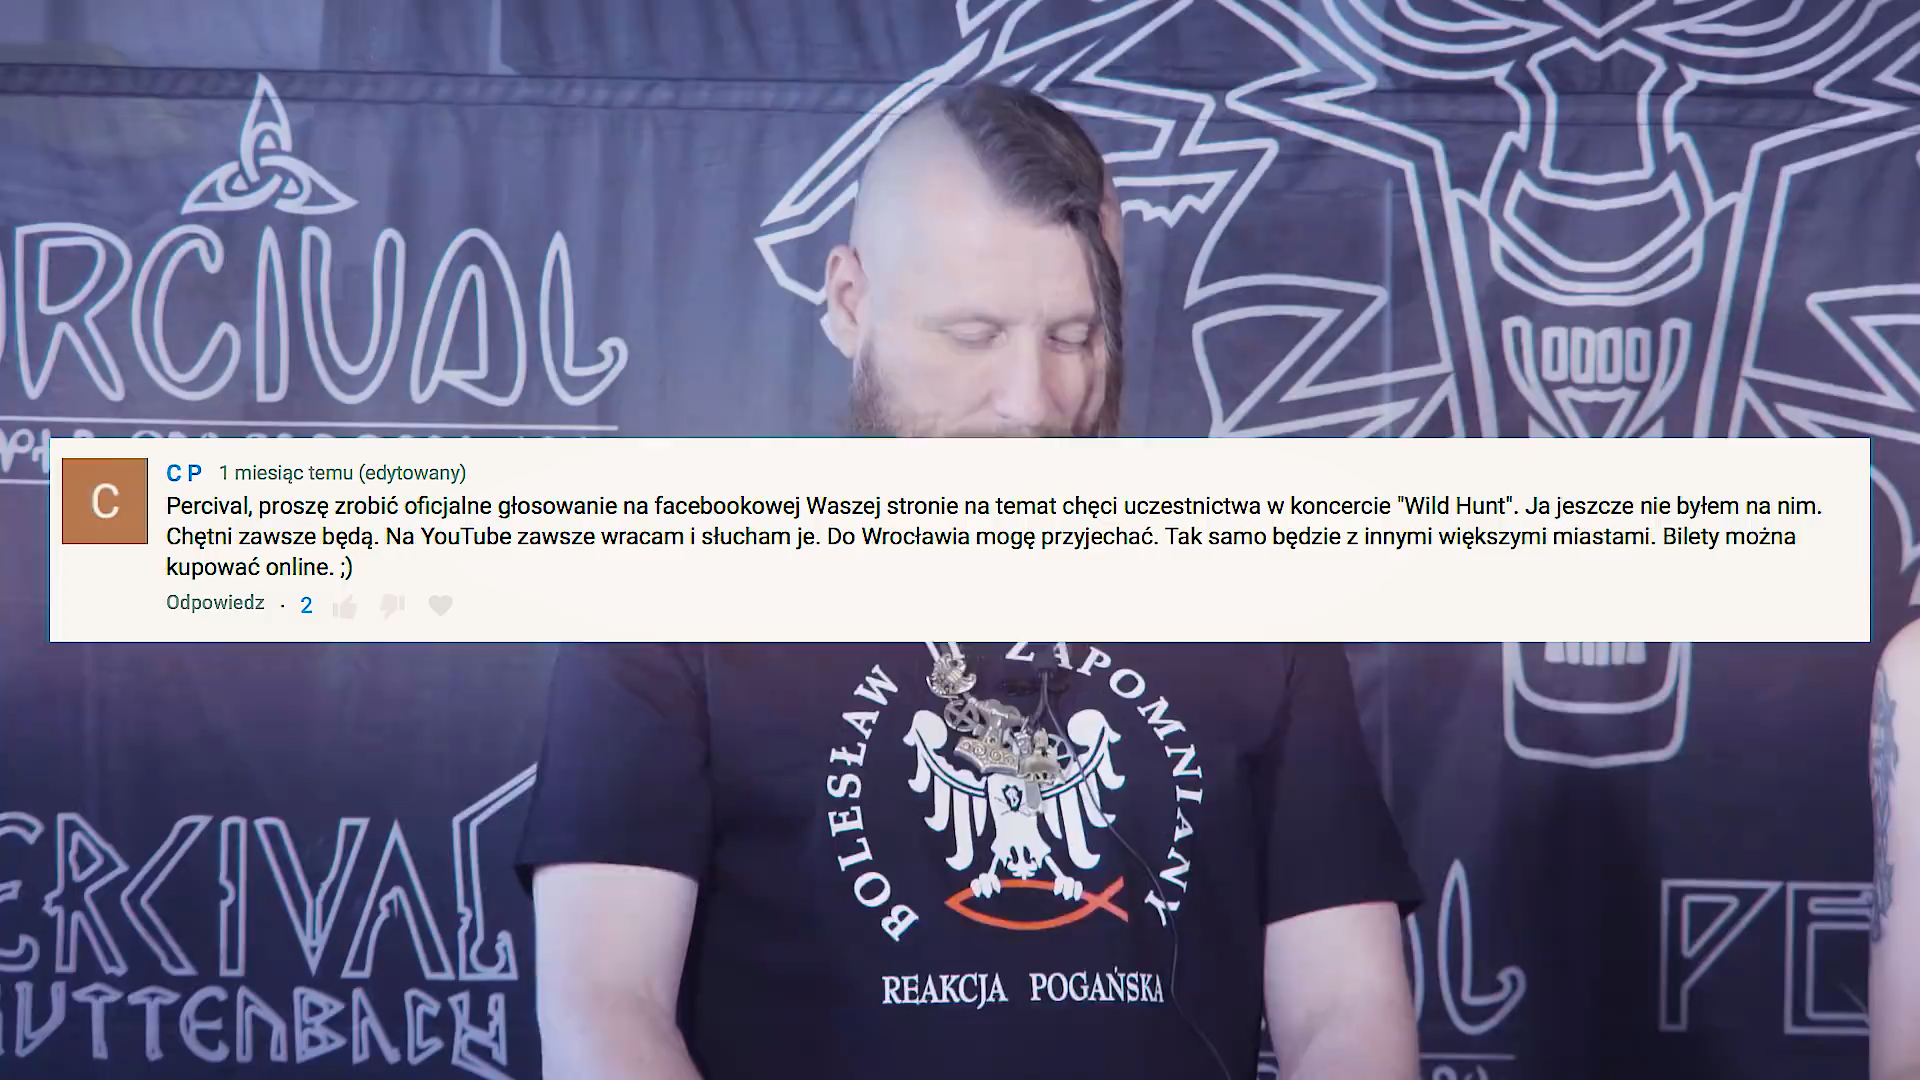 RCIVAL
C
C P 1 miesiąc temu (edytowany)
Percival, proszę zrobić oficjalne głosowanie na facebookowej Waszej stronie na temat chęci uczestnictwa w koncercie "Wild Hunt". Ja jeszcze nie byłem na nim.
Chętni zawsze będą. Na YouTube zawsze wracam i słucham je. Do Wrocławia mogę przyjechać. Tak samo będzie z innymi większymi miastami. Bilety można
kupować online. ;)
Odpowiedz · 2
BOLESŁAW ZAPOMNIANY
REAKCJA POGAŃSKA
ERCIVAL
HUTTENBACH
L
PE